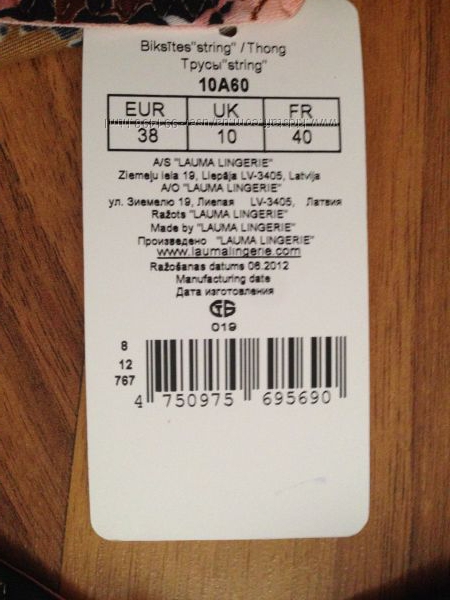 Biksītes"string" / Thong
Трусы"string"
10A60
EUR UK FR
38 10 40
A/S "LAUMA LINGERIE"
Ziemeļu iela 19, Liepāja LV-3405, Latvija
А/О "LAUMA LINGERIE"
ул. Зиемелю 19, Лиепая LV-3405, Латвия
Ražots "LAUMA LINGERIE"
Made by "LAUMA LINGERIE"
Произведено "LAUMA LINGERIE"
www.laumalingerie.com
Ražošanas datums 06.2012
Manufacturing date
Дата изготовления
019
8
12
767
4 750975 695690